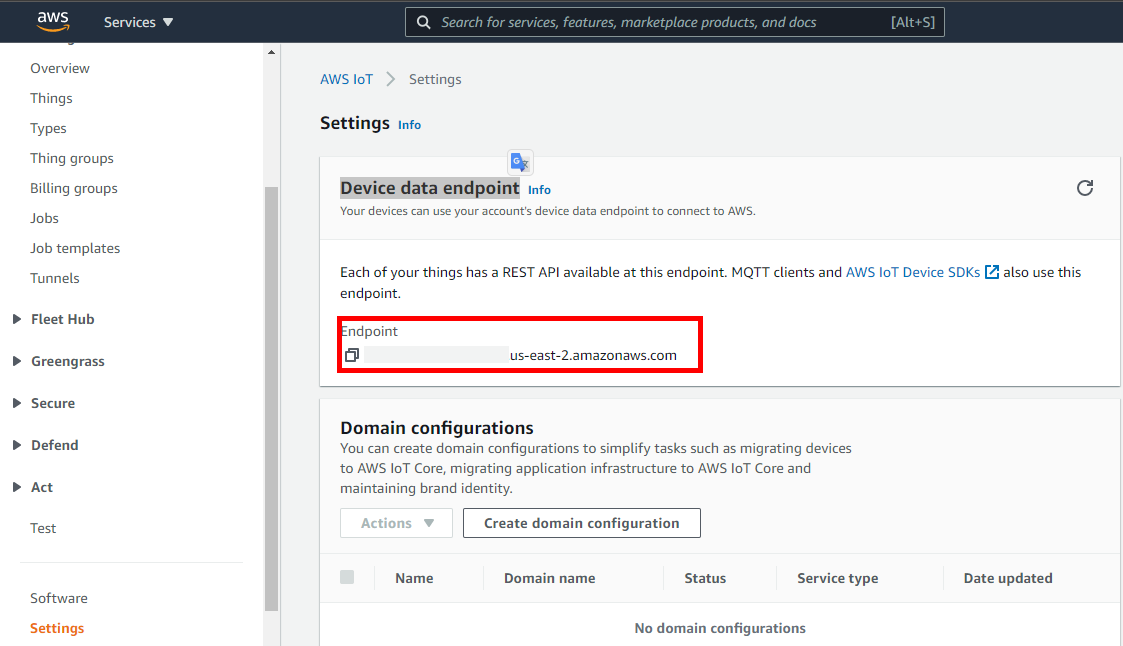 aws
Services
Search for services, features, marketplace products, and docs [Alt+S]
Overview
Things
Types
Thing groups
Billing groups
Jobs
Job templates
Tunnels
Fleet Hub
Greengrass
Secure
Defend
Act
Test
Software
Settings
AWS IoT > Settings
Settings Info
G
Device data endpoint Info
Your devices can use your account's device data endpoint to connect to AWS.
Each of your things has a REST API available at this endpoint. MQTT clients and AWS IoT Device SDKs also use this
endpoint.
Endpoint
us-east-2.amazonaws.com
Domain configurations
You can create domain configurations to simplify tasks such as migrating devices
to AWS IoT Core, migrating application infrastructure to AWS IoT Core and
maintaining brand identity.
Actions Create domain configuration
Name Domain name Status Service type Date updated
No domain configurations